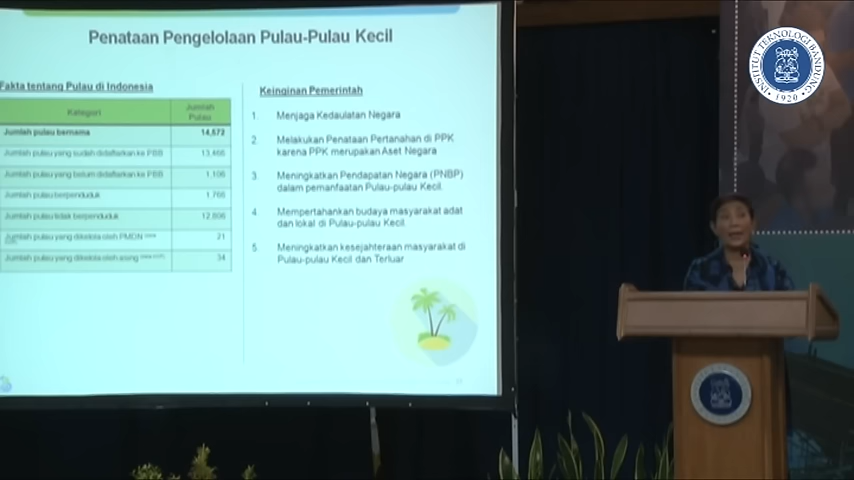 Penataan Pengelolaan Pulau-Pulau Kecil
Fakta tentang Pulau di Indonesia
Kategori
Jumlah
Pulau
Jumlah pulau bernama
14,572
Jumlah pulau yang sudah didaftarkan ke PBB
13,466
Jumlah pulau yang belum didaftarkan ke PBB
1,106
Jumlah pulau berpenduduk
1,766
Jumlah pulau tidak berpenduduk
12,806
Jumlah pulau yang dikelola oleh PMDN
21
Jumlah pulau yang dikelola oleh asing
34
Keinginan Pemerintah
1. Menjaga Kedaulatan Negara
2. Melakukan Penataan Pertanahan di PPK
karena PPK merupakan Aset Negara
3. Meningkatkan Pendapatan Negara (PNBP)
dalam pemanfaatan Pulau-pulau Kecil.
4. Mempertahankan budaya masyarakat adat
dan lokal di Pulau-pulau Kecil
5. Meningkatkan kesejahteraan masyarakat di
Pulau-pulau Kecil dan Terluar
INSTITUT TEKNOLOGI BANDUNG
1920